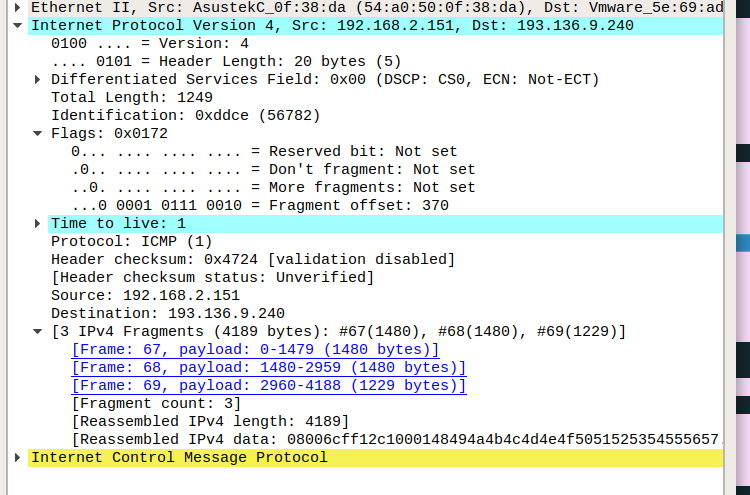 Ethernet II, Src: AsustekC_0f:38:da (54:a0:50:0f:38:da), Dst: Vmware_5e:69:ad
Internet Protocol Version 4, Src: 192.168.2.151, Dst: 193.136.9.240
0100 .... = Version: 4
.... 0101 = Header Length: 20 bytes (5)
Differentiated Services Field: 0x00 (DSCP: CS0, ECN: Not-ECT)
Total Length: 1249
Identification: 0xddce (56782)
Flags: 0x0172
0... .... .... .... = Reserved bit: Not set
.0.. .... .... .... = Don't fragment: Not set
..0. .... .... .... = More fragments: Not set
...0 0001 0111 0010 = Fragment offset: 370
Time to live: 1
Protocol: ICMP (1)
Header checksum: 0x4724 [validation disabled]
[Header checksum status: Unverified]
Source: 192.168.2.151
Destination: 193.136.9.240
[3 IPv4 Fragments (4189 bytes): #67(1480), #68(1480), #69(1229)]
[Frame: 67, payload: 0-1479 (1480 bytes)]
[Frame: 68, payload: 1480-2959 (1480 bytes)]
[Frame: 69, payload: 2960-4188 (1229 bytes)]
[Fragment count: 3]
[Reassembled IPv4 length: 4189]
[Reassembled IPv4 data: 08006cff12c1000148494a4b4c4d4e4f5051525354555657.
Internet Control Message Protocol